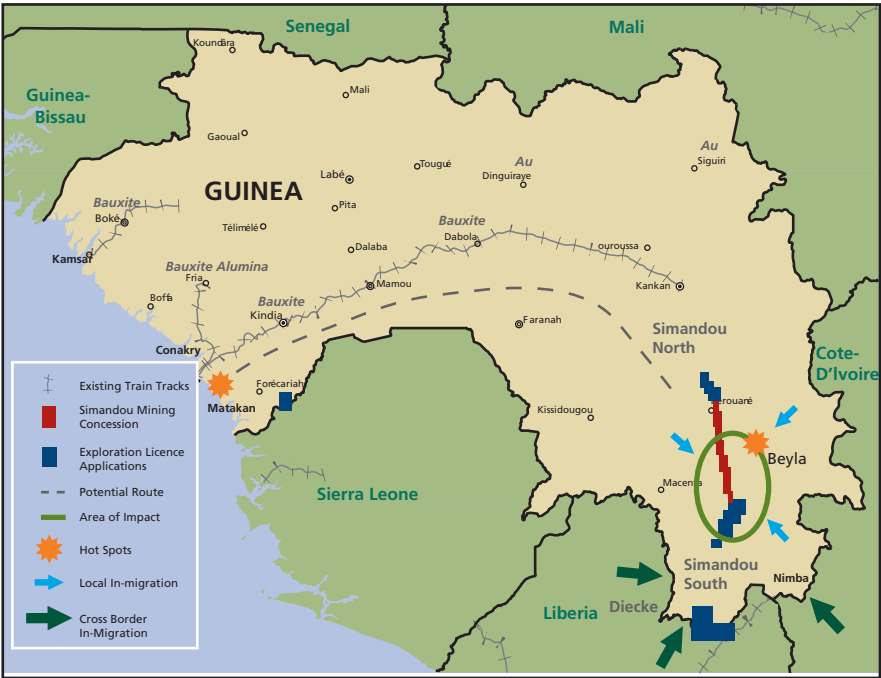 Senegal
Mali
Koundara
Guinea-
Bissau
Mali
Gaoual
Au
Siguiri
Tougué
Au
Dinguiraye
Labé
GUINEA
Pita
Bauxite
Boké
Télimélé
Bauxite
Dabola
ouroussa
Dalaba
Kamsar
Bauxite Alumina
Fria
Mamou
Kankan
Boffa
Bauxite
Kindia
Faranah
Simandou
North
Conakry
Cote-
D'Ivoire
Forécariah
Matakan
Kissidougou
erouané
Beyla
Macenta
Sierra Leone
Simandou
South
Nimba
Liberia
Diecke
Existing Train Tracks
Simandou Mining
Concession
Exploration Licence
Applications
Potential Route
Area of Impact
Hot Spots
Local In-migration
Cross Border
In-Migration